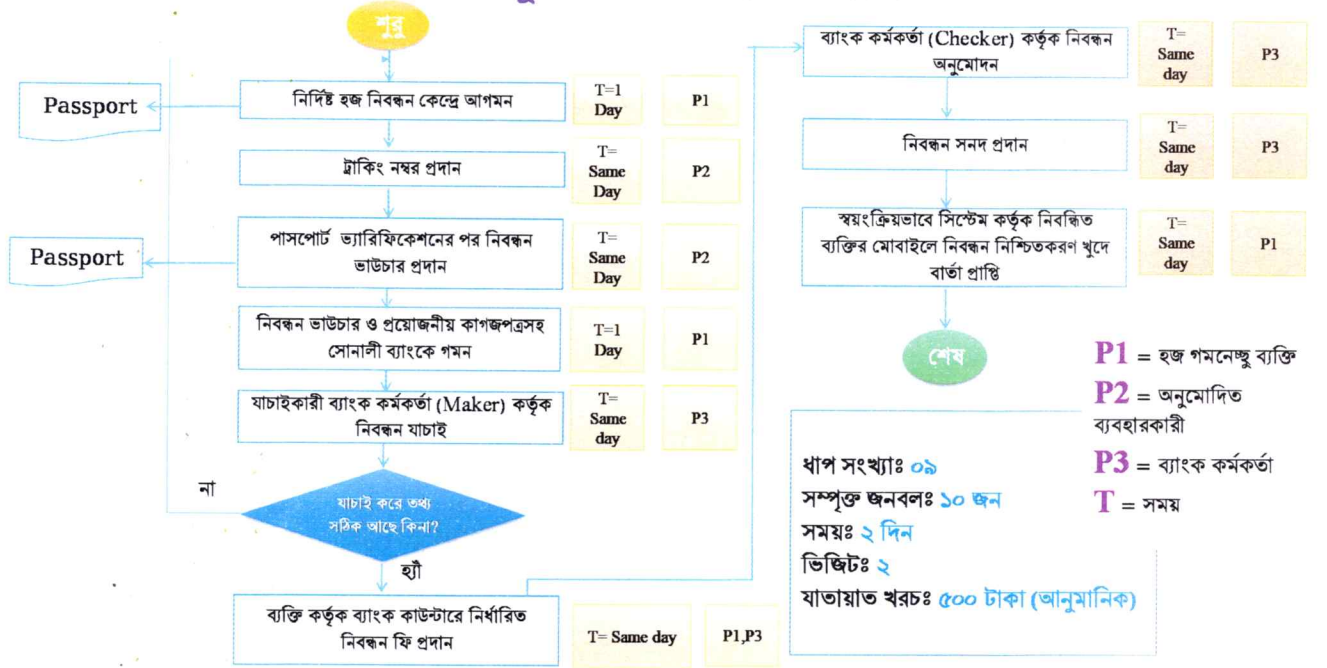 শুরু
নির্দিষ্ট হজ নিবন্ধন কেন্দ্রে আগমন
T=1
Day
P1
Passport
ট্রাকিং নম্বর প্রদান
T=
Same
Day
P2
পাসপোর্ট ভ্যারিফিকেশনের পর নিবন্ধন
ভাউচার প্রদান
T=
Same
Day
P2
Passport
নিবন্ধন ভাউচার ও প্রয়োজনীয় কাগজপত্রসহ
সোনালী ব্যাংকে গমন
T=1
Day
P1
যাচাইকারী ব্যাংক কর্মকর্তা (Maker) কর্তৃক
নিবন্ধন যাচাই
T=
Same
day
P3
যাচাই করে তথ্য
সঠিক আছে কিনা?
না
হ্যাঁ
ব্যক্তি কর্তৃক ব্যাংক কাউন্টারে নির্ধারিত
নিবন্ধন ফি প্রদান
T= Same day
P1,P3
ব্যাংক কর্মকর্তা (Checker) কর্তৃক নিবন্ধন
অনুমোদন
T=
Same
day
P3
নিবন্ধন সনদ প্রদান
T=
Same
day
P3
স্বয়ংক্রিয়ভাবে সিস্টেম কর্তৃক নিবন্ধিত
ব্যক্তির মোবাইলে নিবন্ধন নিশ্চিতকরণ খুদে
বার্তা প্রাপ্তি
T=
Same
day
P1
শেষ
P1 = হজ গমনেচ্ছু ব্যক্তি
P2 = অনুমোদিত
ব্যবহারকারী
P3 = ব্যাংক কর্মকর্তা
T = সময়
ধাপ সংখ্যাঃ ০৯
সম্পৃক্ত জনবলঃ ১০ জন
সময়ঃ ২ দিন
ভিজিটঃ ২
যাতায়াত খরচঃ ৫০০ টাকা (আনুমানিক)